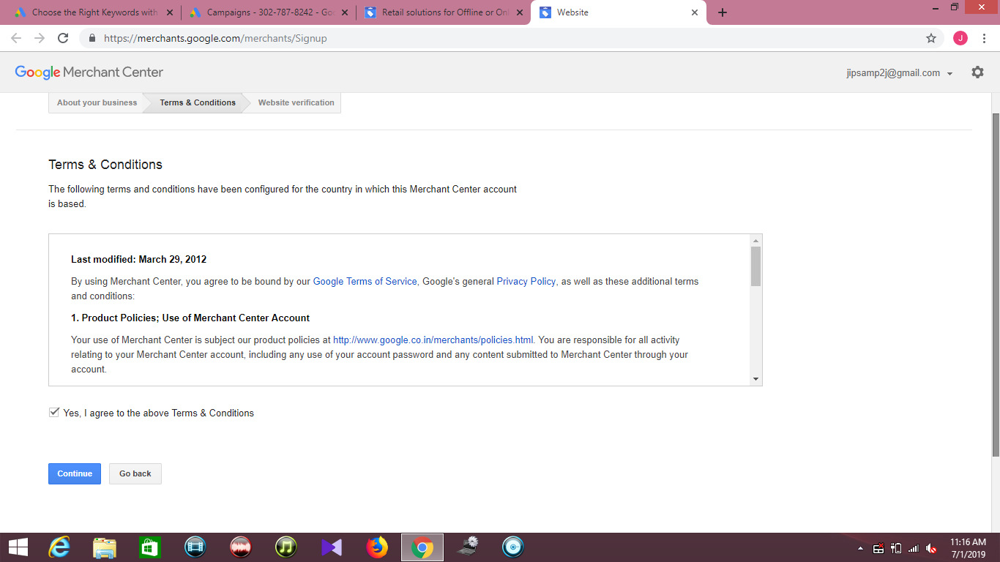 Choose the Right Keywords with
Campaigns - 302-787-8242 - Goo
Retail solutions for Offline or Onl
Website
https://merchants.google.com/merchants/Signup
J
Google Merchant Center
jipsamp2j@gmail.com
About your business
Terms & Conditions
Website verification
Terms & Conditions
The following terms and conditions have been configured for the country in which this Merchant Center account
is based.
Last modified: March 29, 2012
By using Merchant Center, you agree to be bound by our Google Terms of Service, Google's general Privacy Policy, as well as these additional terms
and conditions:
1. Product Policies; Use of Merchant Center Account
Your use of Merchant Center is subject our product policies at http://www.google.co.in/merchants/policies.html. You are responsible for all activity
relating to your Merchant Center account, including any use of your account password and any content submitted to Merchant Center through your
account.
Yes, I agree to the above Terms & Conditions
Continue
Go back
11:16 AM
7/1/2019